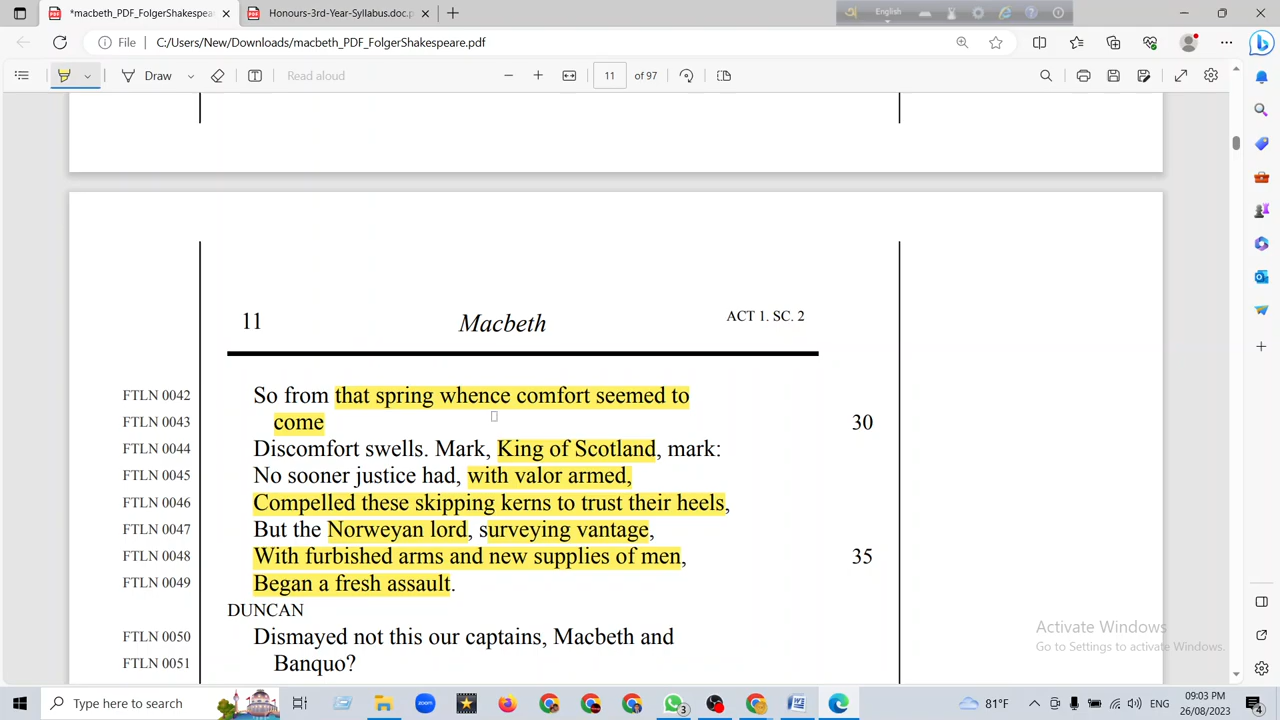 *macbeth_PDF_FolgerShakespeare
Honours-3rd-Year-Syllabus.doc.p
English
File
C:/Users/New/Downloads/macbeth_PDF_FolgerShakespeare.pdf
Draw
Read aloud
11
of 97
11
Macbeth
ACT 1. SC. 2
FTLN 0042 So from that spring whence comfort seemed to
FTLN 0043 come 30
FTLN 0044 Discomfort swells. Mark, King of Scotland, mark:
FTLN 0045 No sooner justice had, with valor armed,
FTLN 0046 Compelled these skipping kerns to trust their heels,
FTLN 0047 But the Norweyan lord, surveying vantage,
FTLN 0048 With furbished arms and new supplies of men, 35
FTLN 0049 Began a fresh assault.
DUNCAN
FTLN 0050 Dismayed not this our captains, Macbeth and
FTLN 0051 Banquo?
Activate Windows
Go to Settings to activate Windows.
Type here to search
zoom
3
81°F
ENG
09:03 PM
26/08/2023
4